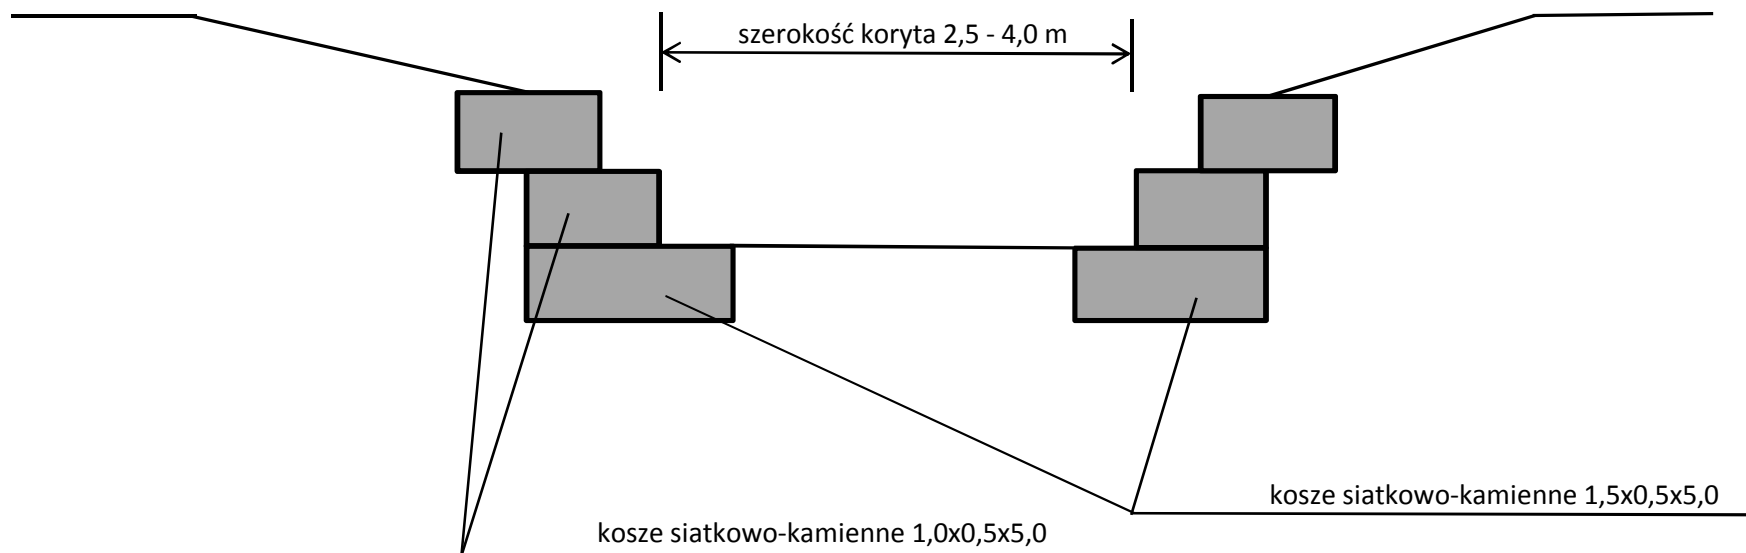 szerokość koryta 2,5 - 4,0 m
kosze siatkowo-kamienne 1,5x0,5x5,0
kosze siatkowo-kamienne 1,0x0,5x5,0